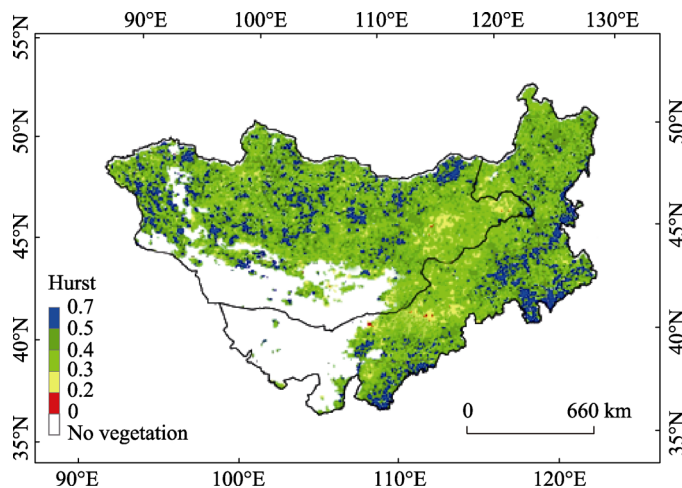 90°E 100°E 110°E 120°E 130°E
55°N 55°N
50°N 50°N
45°N 45°N
40°N 40°N
35°N 35°N
Hurst
0.7
0.5
0.4
0.3
0.2
0
No vegetation
0 660 km
90°E 100°E 110°E 120°E